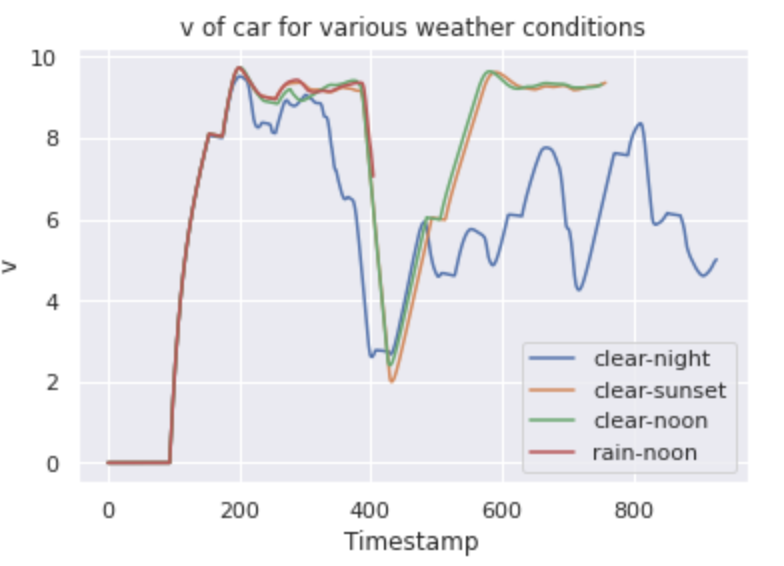 v of car for various weather conditions
10
8
6
4
2
0
v
clear-night
clear-sunset
clear-noon
rain-noon
0 200 400 600 800
Timestamp